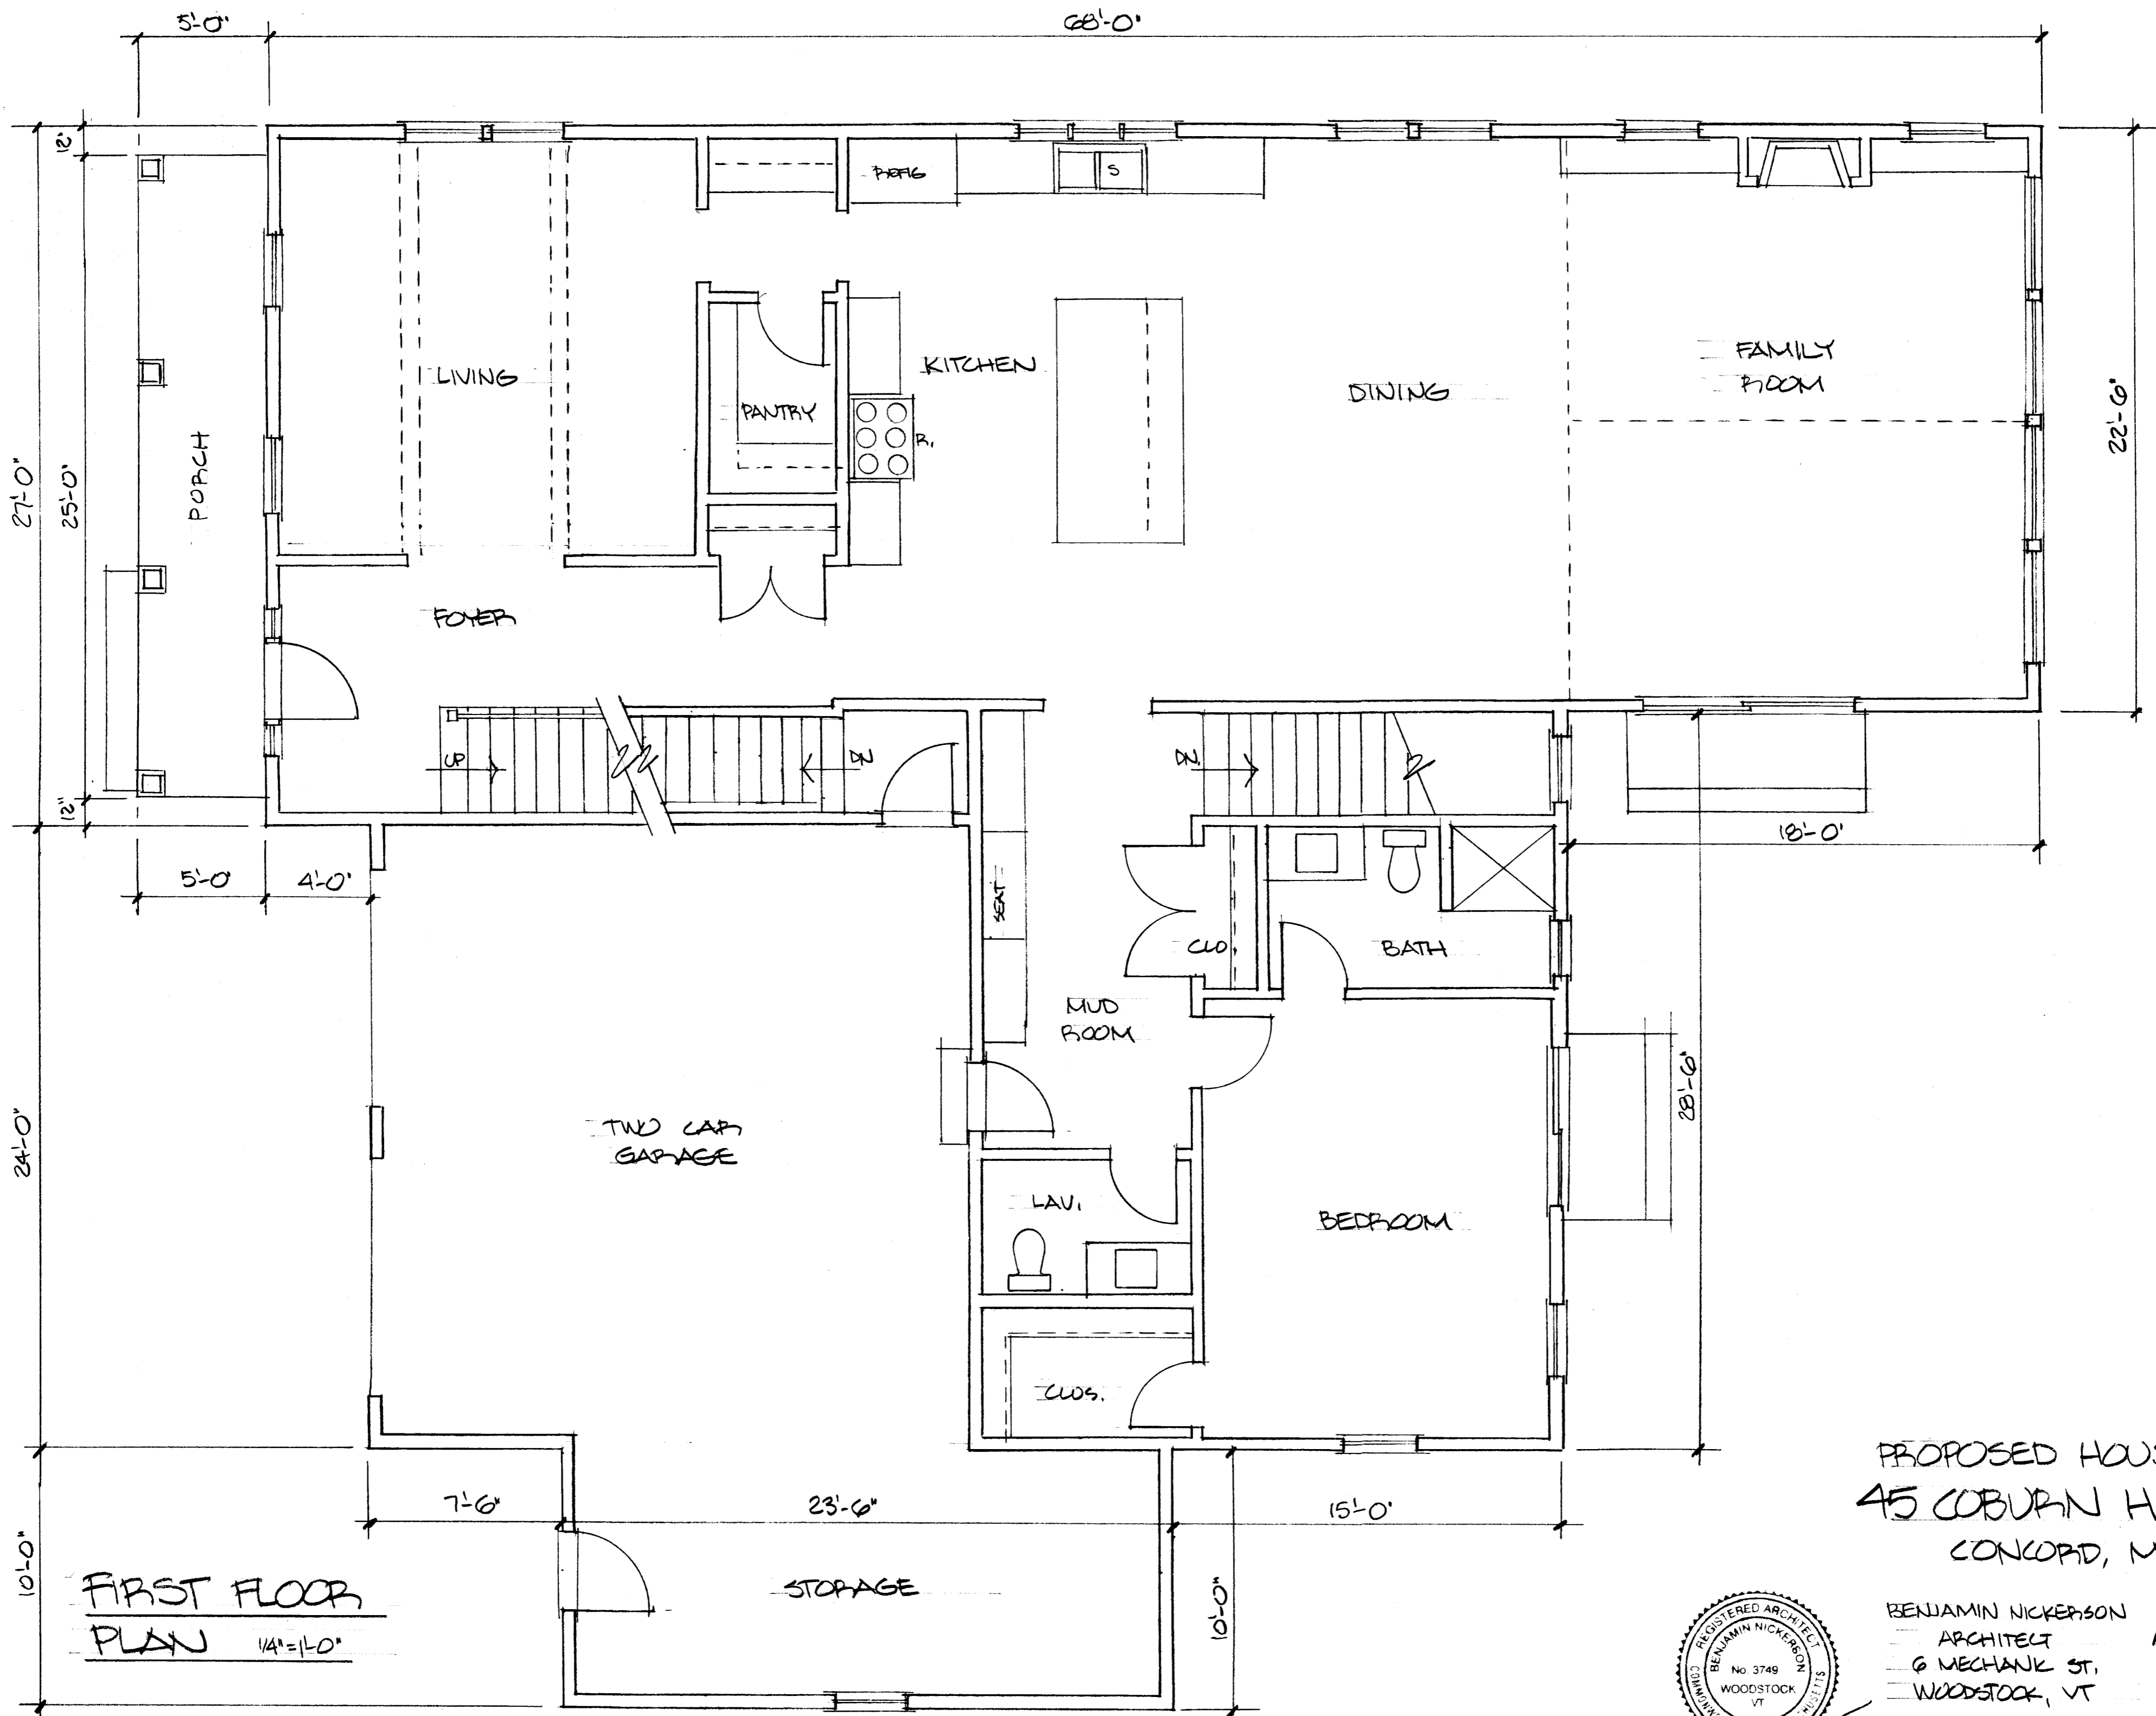 5'-0"
68'-0"
12"
REFIG
S
27'-0"
25'-0"
PORCH
LIVING
PANTRY
KITCHEN
R.
DINING
FAMILY
ROOM
22'-6"
FOYER
UP
DN
DN.
12"
5'-0"
4'-0"
18'-0"
SEAT
CLO.
BATH
MUD
ROOM
28'-6"
24'-0"
TWO CAR
GARAGE
LAV.
BEDROOM
CLOS.
7'-6"
23'-6"
15'-0"
10'-0"
STORAGE
10'-0"
FIRST FLOOR
PLAN 1/4"=1'-0"
PROPOSED HOUS
45 COBURN H
CONCORD, M
BENJAMIN NICKERSON
ARCHITECT
6 MECHANIC ST.
WOODSTOCK, VT
REGISTERED ARCHITECT
BENJAMIN NICKERSON
No. 3749
WOODSTOCK
VT